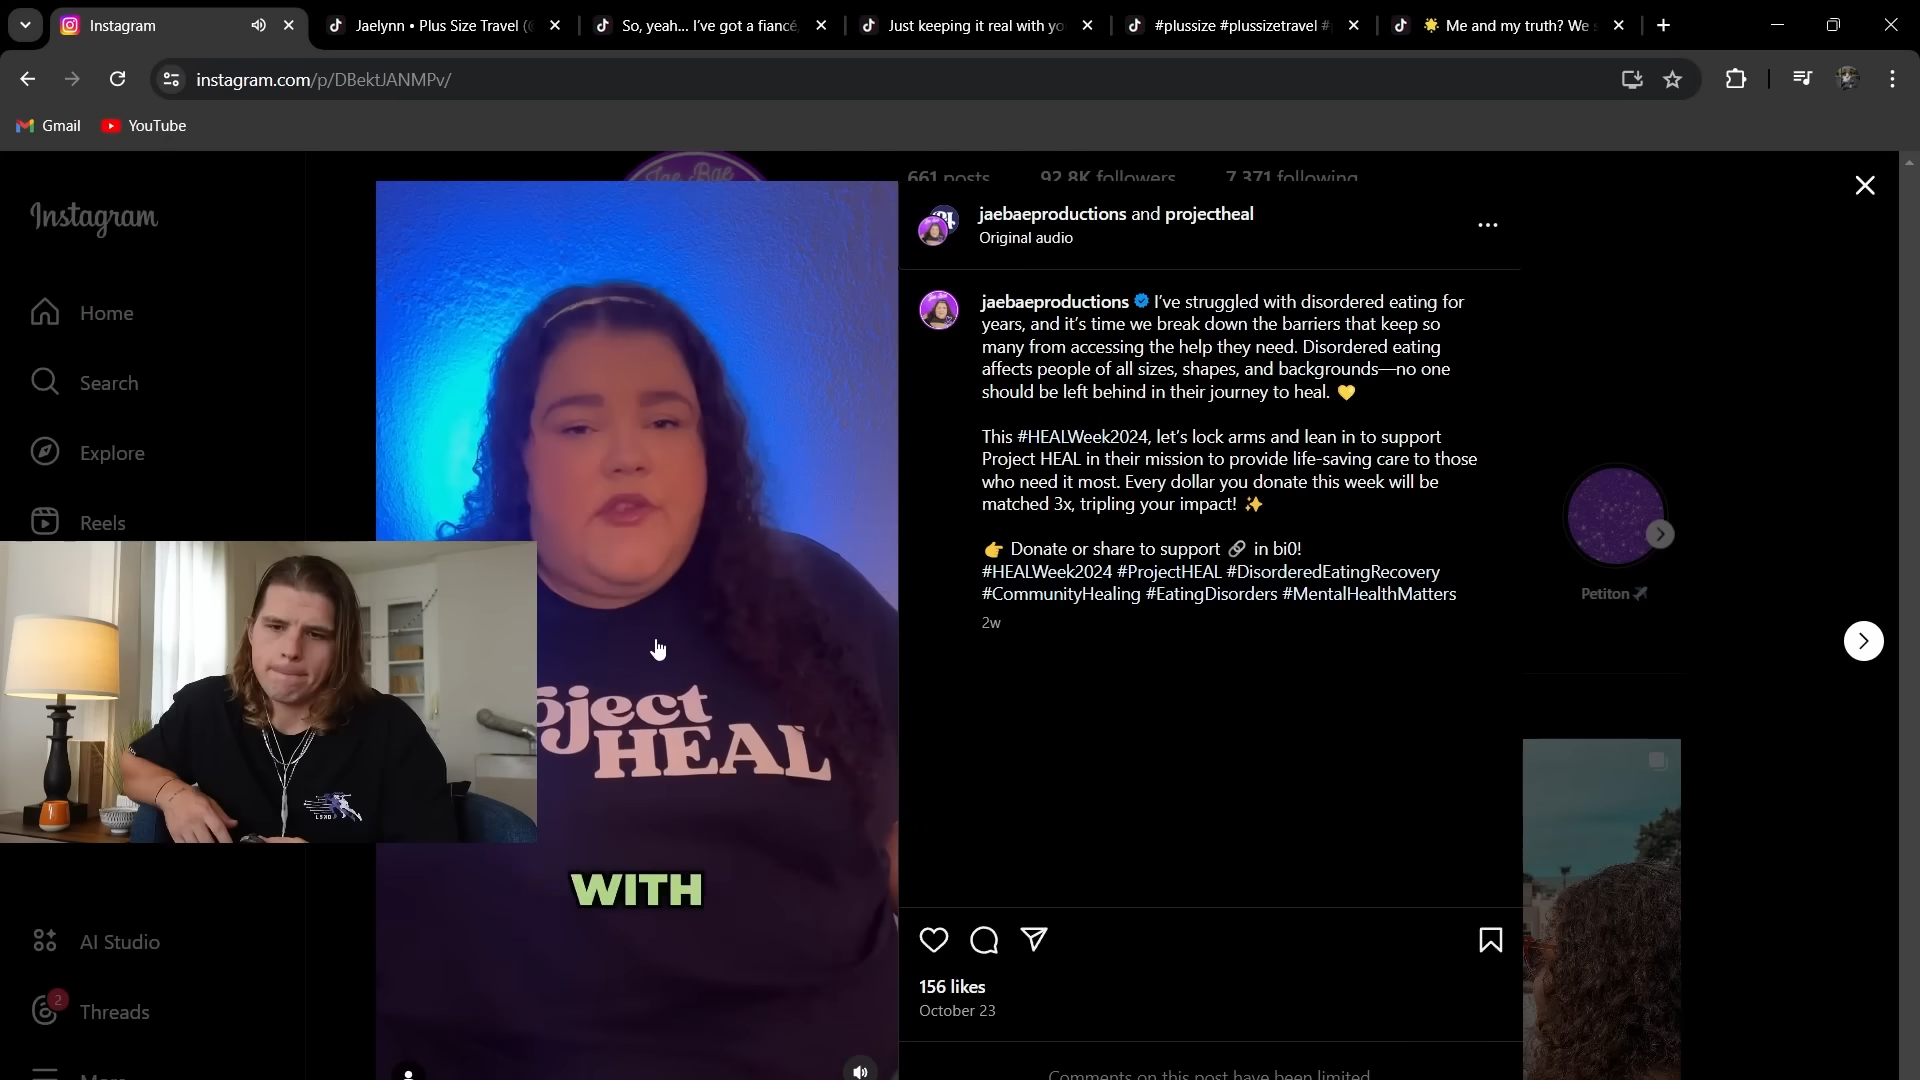 Instagram
Jaelynn • Plus Size Travel (
So, yeah... I've got a fiancé
Just keeping it real with yo
#plussize #plussizetravel #
🌟 Me and my truth? We s
instagram.com/p/DBektJANMPv/
Gmail
YouTube
Jae Bae
661 posts
92.8K followers
7,371 following
Instagram
Home
Search
Explore
Reels
AI Studio
2
Threads
More
jaebaeproductions and projectheal
Original audio
jaebaeproductions I've struggled with disordered eating for
years, and it's time we break down the barriers that keep so
many from accessing the help they need. Disordered eating
affects people of all sizes, shapes, and backgrounds—no one
should be left behind in their journey to heal. 💛
This #HEALWeek2024, let's lock arms and lean in to support
Project HEAL in their mission to provide life-saving care to those
who need it most. Every dollar you donate this week will be
matched 3x, tripling your impact! ✨
👉 Donate or share to support 🔗 in bi0!
#HEALWeek2024 #ProjectHEAL #DisorderedEatingRecovery
#CommunityHealing #EatingDisorders #MentalHealthMatters
2w
Petiton ✈️
oject
HEAL
LSKD
WITH
156 likes
October 23
Comments on this post have been limited